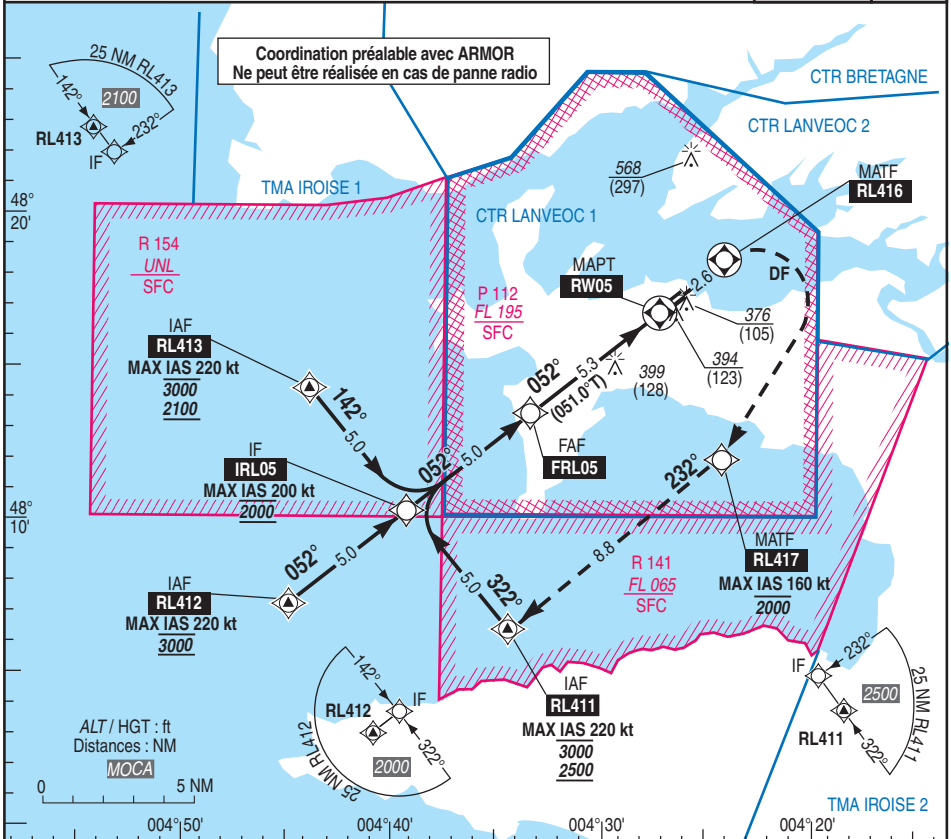 Coordination préalable avec ARMOR
Ne peut être réalisée en cas de panne radio
25 NM RL413
142°
2100
232°
RL413
IF
CTR BRETAGNE
CTR LANVEOC 2
568
(297)
MATF
RL416
TMA IROISE 1
48°
20'
CTR LANVEOC 1
R 154
UNL
SFC
MAPT
RW05
2.6
DF
P 112
FL 195
SFC
376
(105)
IAF
RL413
MAX IAS 220 kt
3000
2100
052°
5.3
(051.0°T)
399
(128)
394
(123)
142°
5.0
IF
IRL05
MAX IAS 200 kt
2000
052°
5.0
FAF
FRL05
232°
48°
10'
MATF
RL417
MAX IAS 160 kt
2000
8.8
052°
5.0
322°
5.0
R 141
FL 065
SFC
IAF
RL412
MAX IAS 220 kt
3000
IAF
RL411
MAX IAS 220 kt
3000
2500
142°
IF
RL412
322°
2000
25 NM RL412
IF
232°
2500
RL411
322°
25 NM RL411
ALT / HGT : ft
Distances : NM
MOCA
0
5 NM
TMA IROISE 2
004°50'
004°40'
004°30'
004°20'